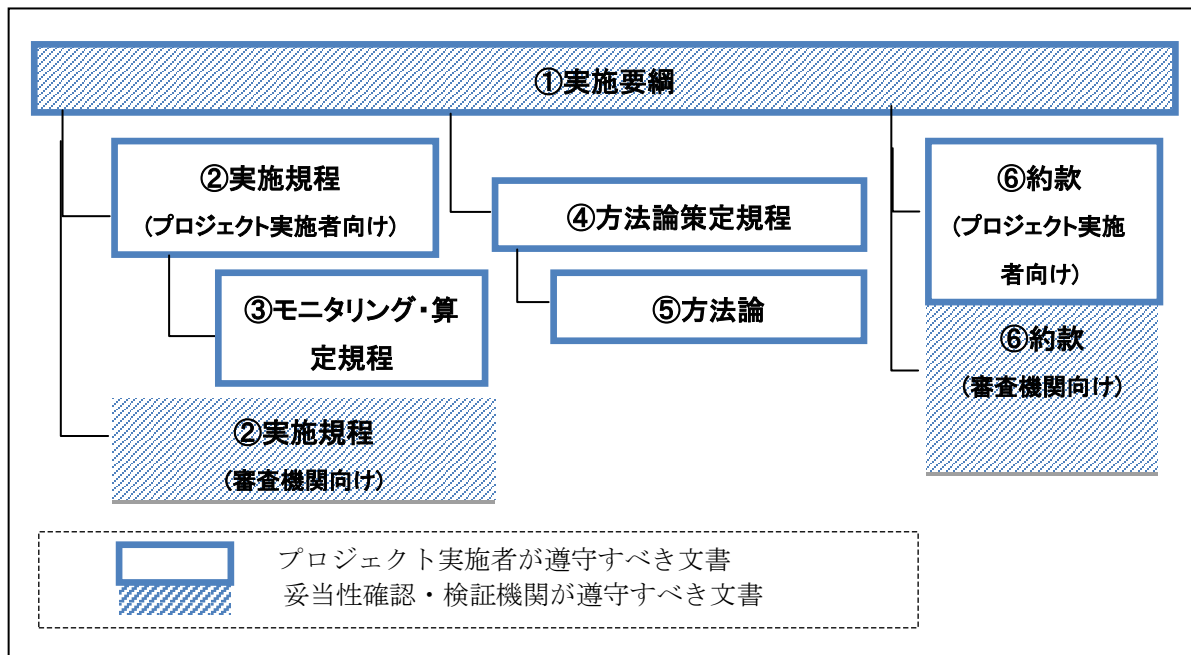 ①実施要綱
②実施規程
(プロジェクト実施者向け)
③モニタリング・算
定規程
②実施規程
(審査機関向け)
④方法論策定規程
⑤方法論
⑥約款
(プロジェクト実施
者向け)
⑥約款
(審査機関向け)
プロジェクト実施者が遵守すべき文書
妥当性確認・検証機関が遵守すべき文書